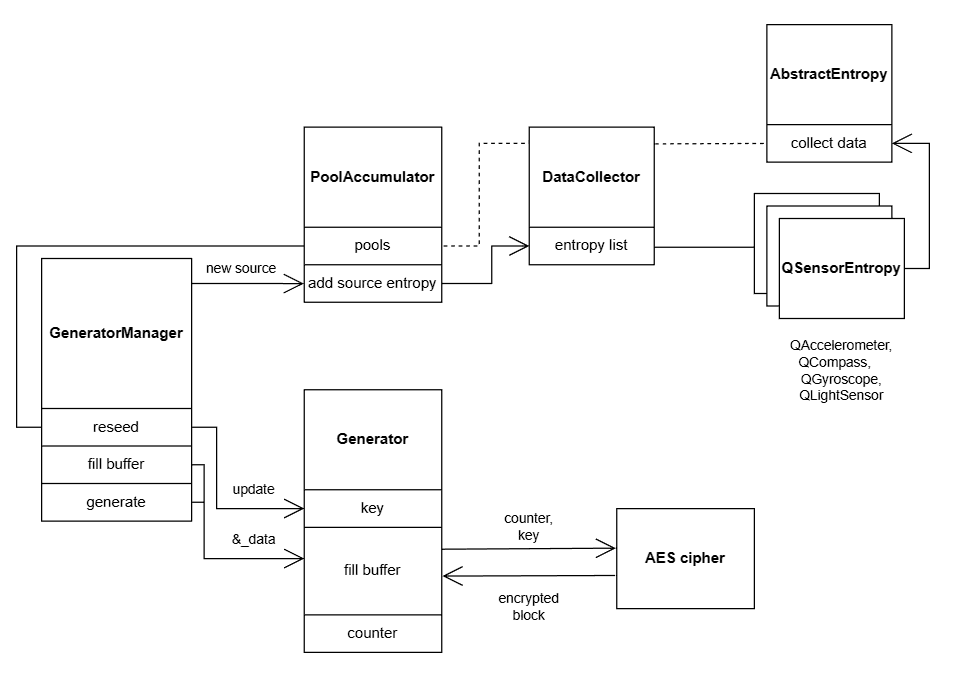 AbstractEntropy
collect data
PoolAccumulator
pools
add source entropy
DataCollector
entropy list
QSensorEntropy
QAccelerometer,
QCompass,
QGyroscope,
QLightSensor
new source
GeneratorManager
reseed
fill buffer
generate
update
&_data
Generator
key
fill buffer
counter
counter,
key
encrypted
block
AES cipher